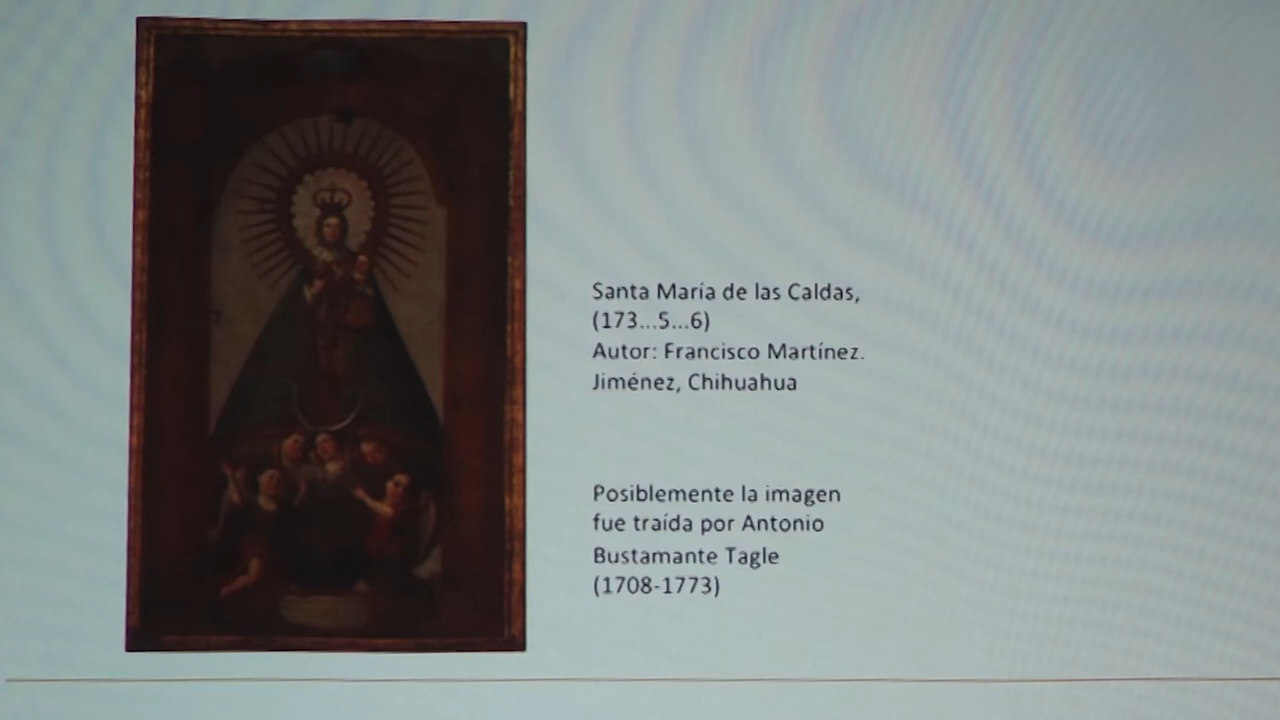 Santa María de las Caldas,
(173...5...6)
Autor: Francisco Martínez.
Jiménez, Chihuahua
Posiblemente la imagen
fue traída por Antonio
Bustamante Tagle
(1708-1773)